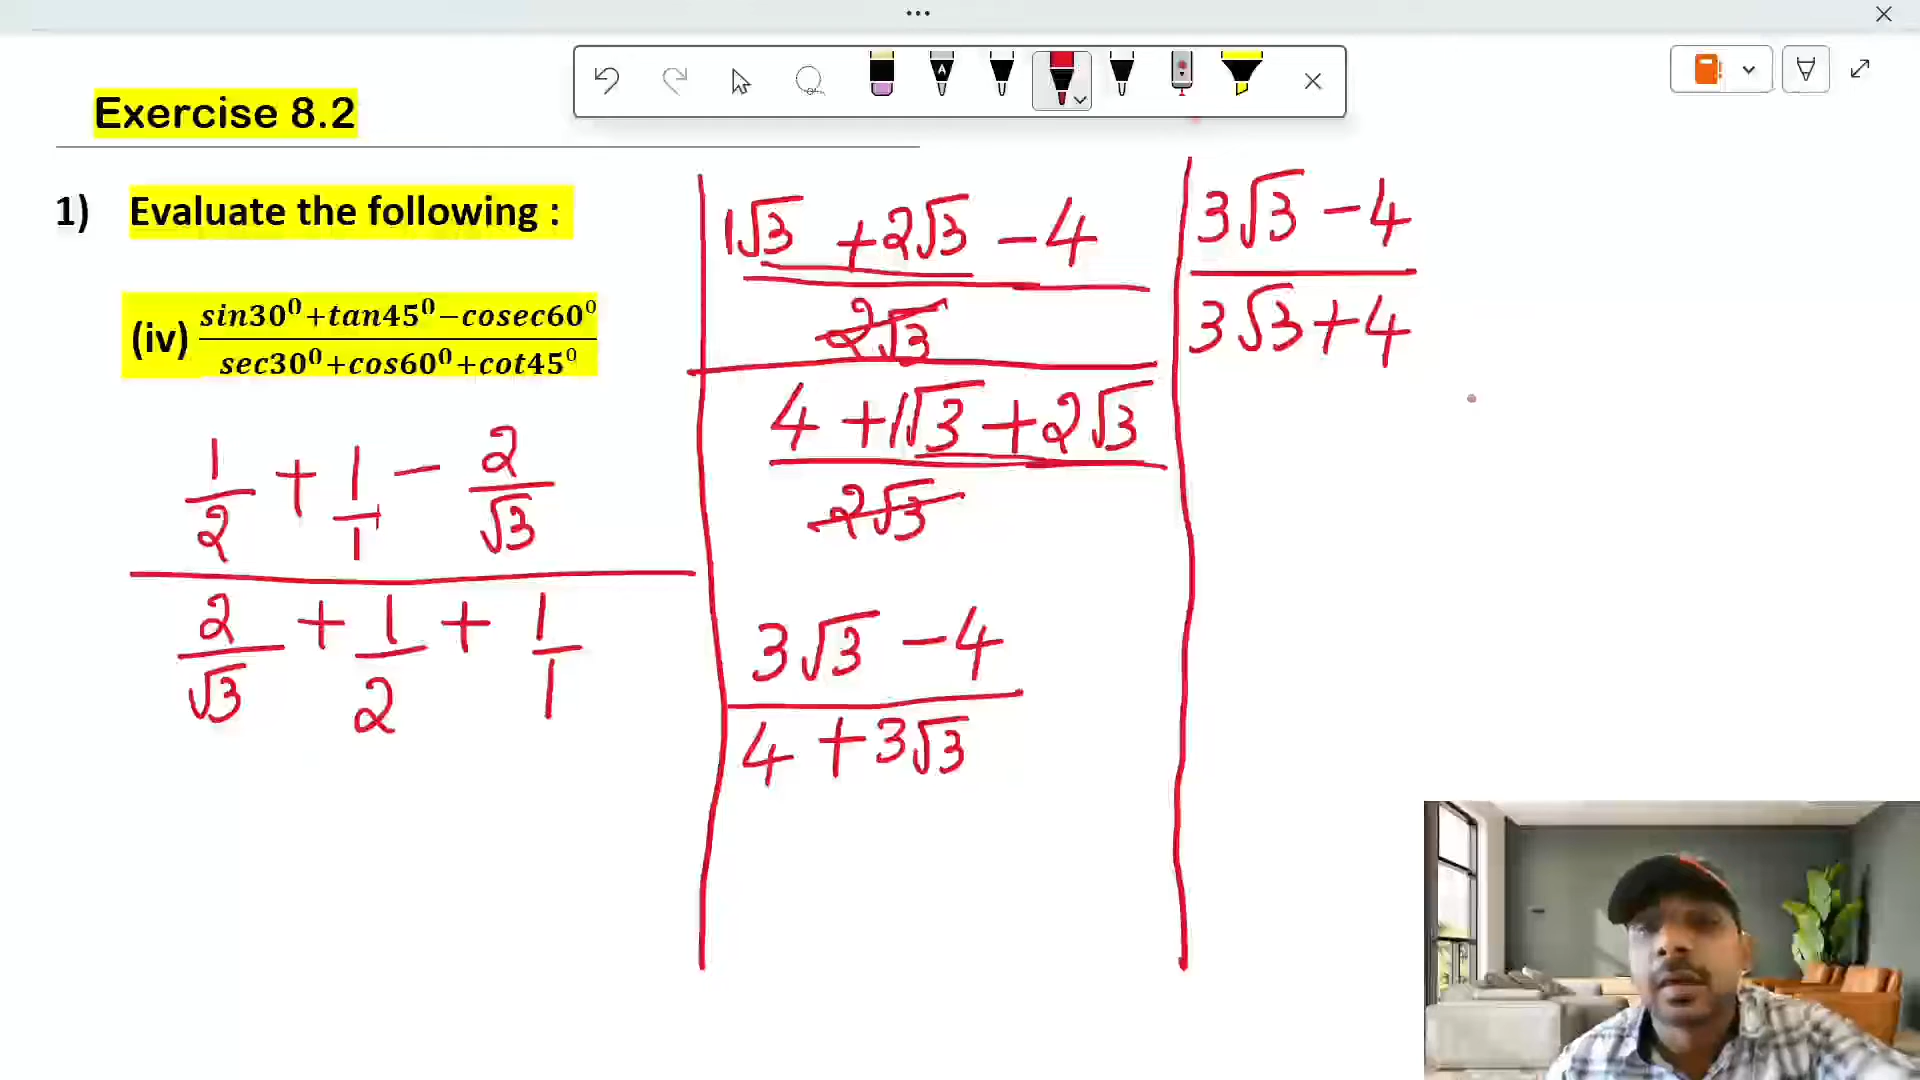 Exercise 8.2
1) Evaluate the following :
(iv) sin30⁰+tan45⁰−cosec60⁰
sec30⁰+cos60⁰+cot45⁰
1/2 + 1/1 − 2/√3
2/√3 + 1/2 + 1/1
1√3 + 2√3 − 4
2√3
4 + 1√3 + 2√3
2√3
3√3 − 4
4 + 3√3
3√3 − 4
3√3 + 4